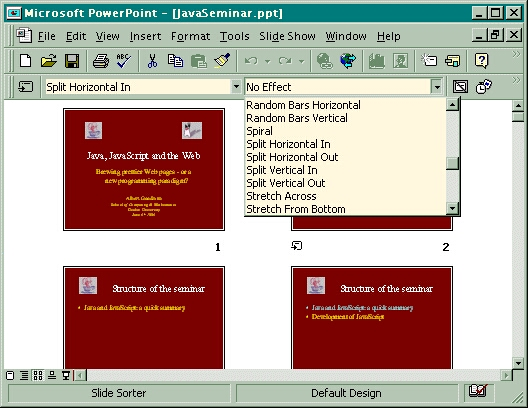 Microsoft PowerPoint - [JavaSeminar.ppt]
File Edit View Insert Format Tools Slide Show Window Help
ABC
Split Horizontal In
No Effect
Random Bars Horizontal
Random Bars Vertical
Spiral
Split Horizontal In
Split Horizontal Out
Split Vertical In
Split Vertical Out
Stretch Across
Stretch From Bottom
Java, JavaScript and the Web
Brewing prettier Web pages - or a
new programming paradigm?
1
2
Structure of the seminar
• Java and JavaScript: a quick summary
Structure of the seminar
• Java and JavaScript: a quick summary
• Development of JavaScript
Slide Sorter
Default Design